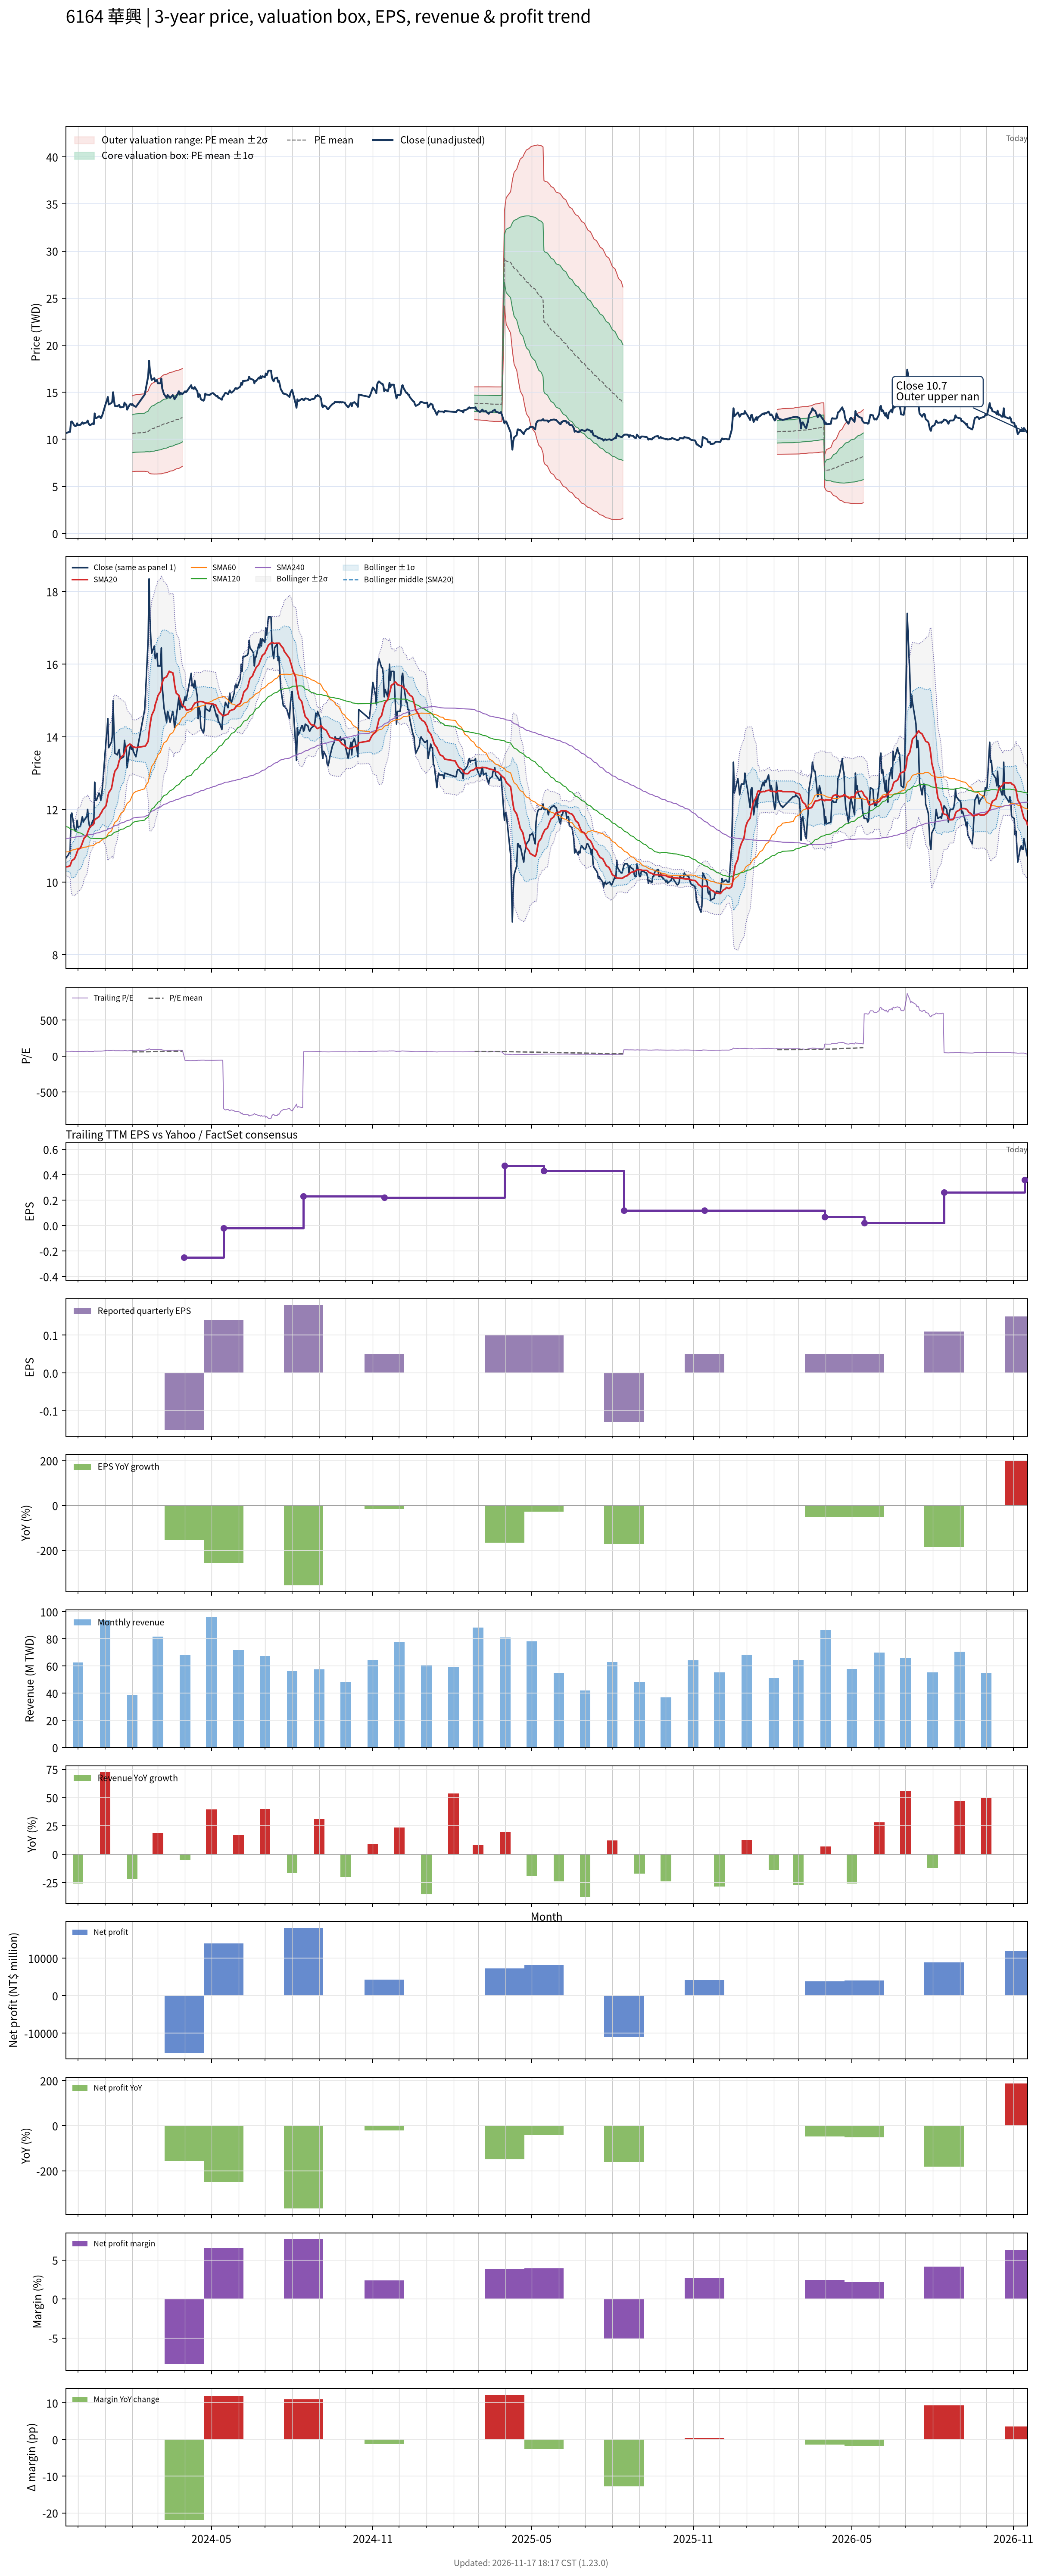 6164 華興 | 3-year price, valuation box, EPS, revenue & profit trend
Outer valuation range: PE mean ±2σ
PE mean
Close (unadjusted)
Core valuation box: PE mean ±1σ
Today
40
35
30
25
20
15
10
5
0
Price (TWD)
Close 10.7
Outer upper nan
Close (same as panel 1)
SMA60
SMA240
Bollinger ±1σ
SMA20
SMA120
Bollinger ±2σ
Bollinger middle (SMA20)
18
16
14
12
10
8
Price
Trailing P/E
P/E mean
500
0
-500
P/E
Trailing TTM EPS vs Yahoo / FactSet consensus
Today
0.6
0.4
0.2
0.0
-0.2
-0.4
EPS
Reported quarterly EPS
0.1
0.0
-0.1
EPS
EPS YoY growth
200
0
-200
YoY (%)
Monthly revenue
100
80
60
40
20
0
Revenue (M TWD)
Revenue YoY growth
75
50
25
0
-25
YoY (%)
Month
Net profit
10000
0
-10000
Net profit (NT$ million)
Net profit YoY
200
0
-200
YoY (%)
Net profit margin
5
0
-5
Margin (%)
Margin YoY change
10
0
-10
-20
Δ margin (pp)
2024-05
2024-11
2025-05
2025-11
2026-05
2026-11
Updated: 2026-11-17 18:17 CST (1.23.0)